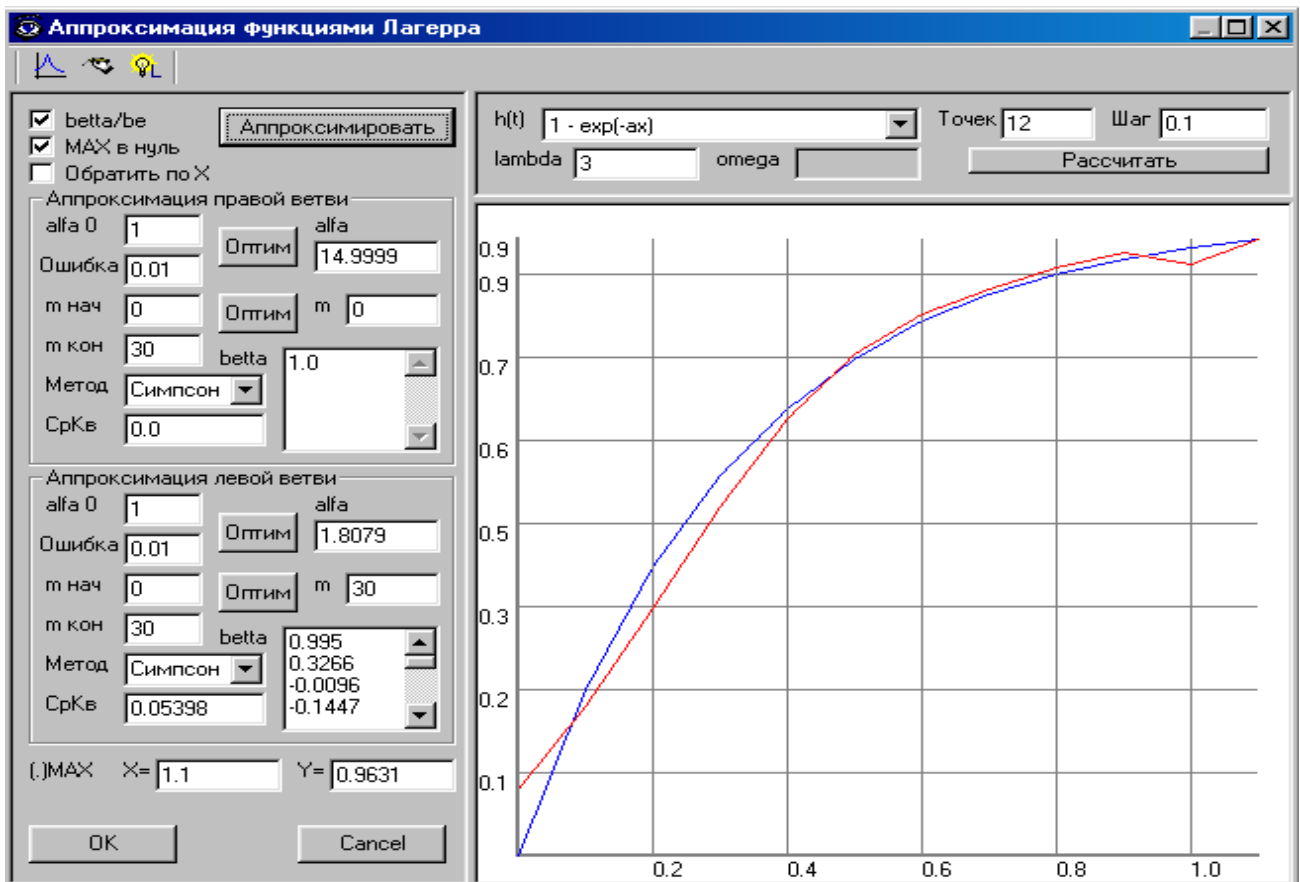 Аппроксимация функциями Лагерра
L
betta/be
Аппроксимировать
MAX в нуль
Обратить по X
Аппроксимация правой ветви
alfa 0 1
Оптим
alfa
14.9999
Ошибка 0.01
m нач 0
Оптим
m 0
m кон 30
betta
1.0
Метод Симпсон
СрКв 0.0
Аппроксимация левой ветви
alfa 0 1
Оптим
alfa
1.8079
Ошибка 0.01
m нач 0
Оптим
m 30
m кон 30
betta
0.995
0.3266
-0.0096
-0.1447
Метод Симпсон
СрКв 0.05398
(.)MAX X= 1.1 Y= 0.9631
OK
Cancel
h(t) 1 - exp(-ax)
Точек 12
Шаг 0.1
lambda 3
omega
Рассчитать
0.9
0.9
0.7
0.6
0.5
0.3
0.2
0.1
0.2 0.4 0.6 0.8 1.0